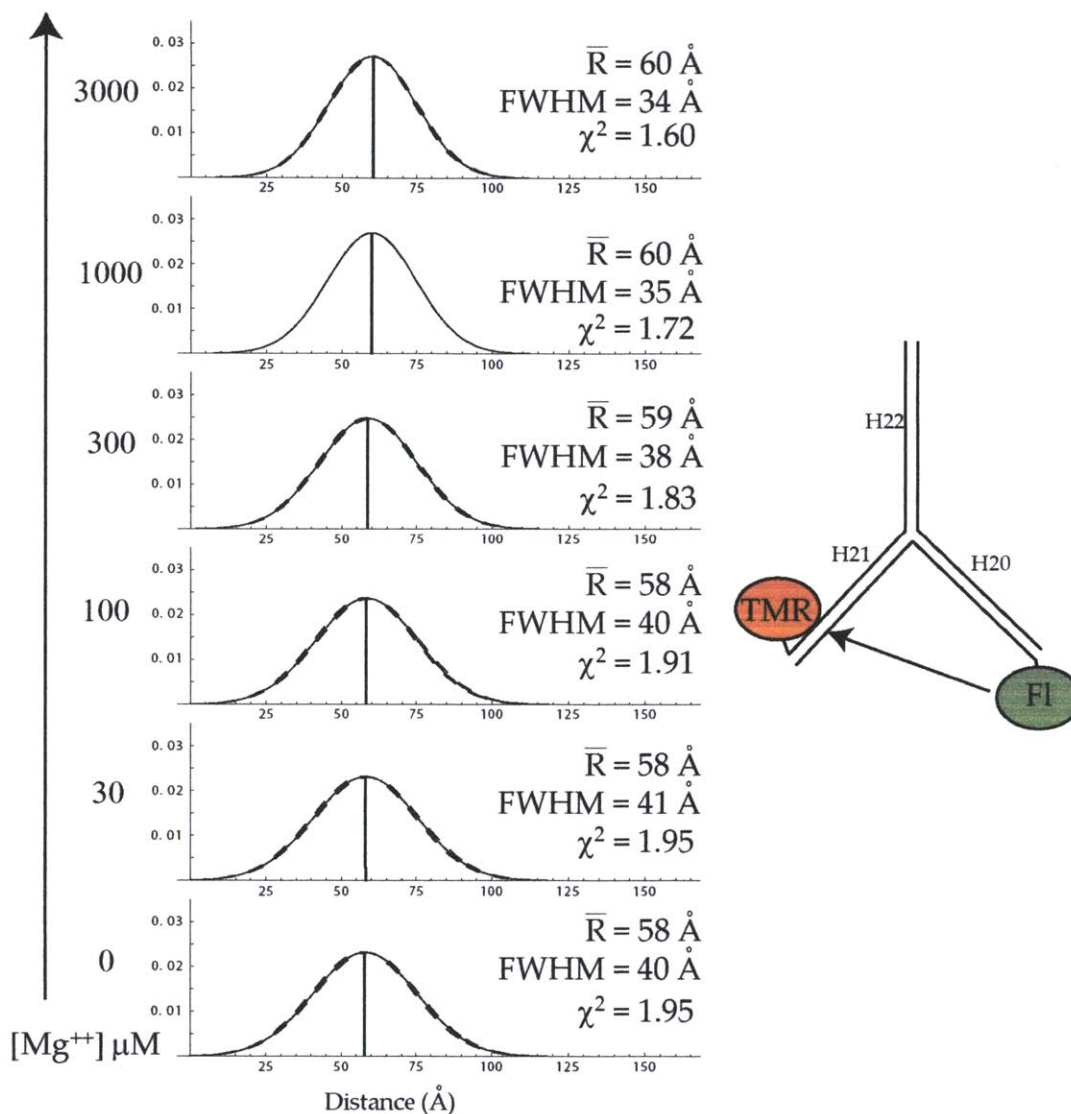 3000
0. 03
0. 02
0. 01
R̅ = 60 Å
FWHM = 34 Å
χ² = 1.60
25 50 75 100 125 150
1000
0. 03
0. 02
0. 01
R̅ = 60 Å
FWHM = 35 Å
χ² = 1.72
25 50 75 100 125 150
300
0. 03
0. 02
0. 01
R̅ = 59 Å
FWHM = 38 Å
χ² = 1.83
25 50 75 100 125 150
100
0. 03
0. 02
0. 01
R̅ = 58 Å
FWHM = 40 Å
χ² = 1.91
25 50 75 100 125 150
30
0. 03
0. 02
0. 01
R̅ = 58 Å
FWHM = 41 Å
χ² = 1.95
25 50 75 100 125 150
0
0. 03
0. 02
0. 01
R̅ = 58 Å
FWHM = 40 Å
χ² = 1.95
25 50 75 100 125 150
[Mg⁺⁺] μM
Distance (Å)
H22
H21
H20
TMR
Fl